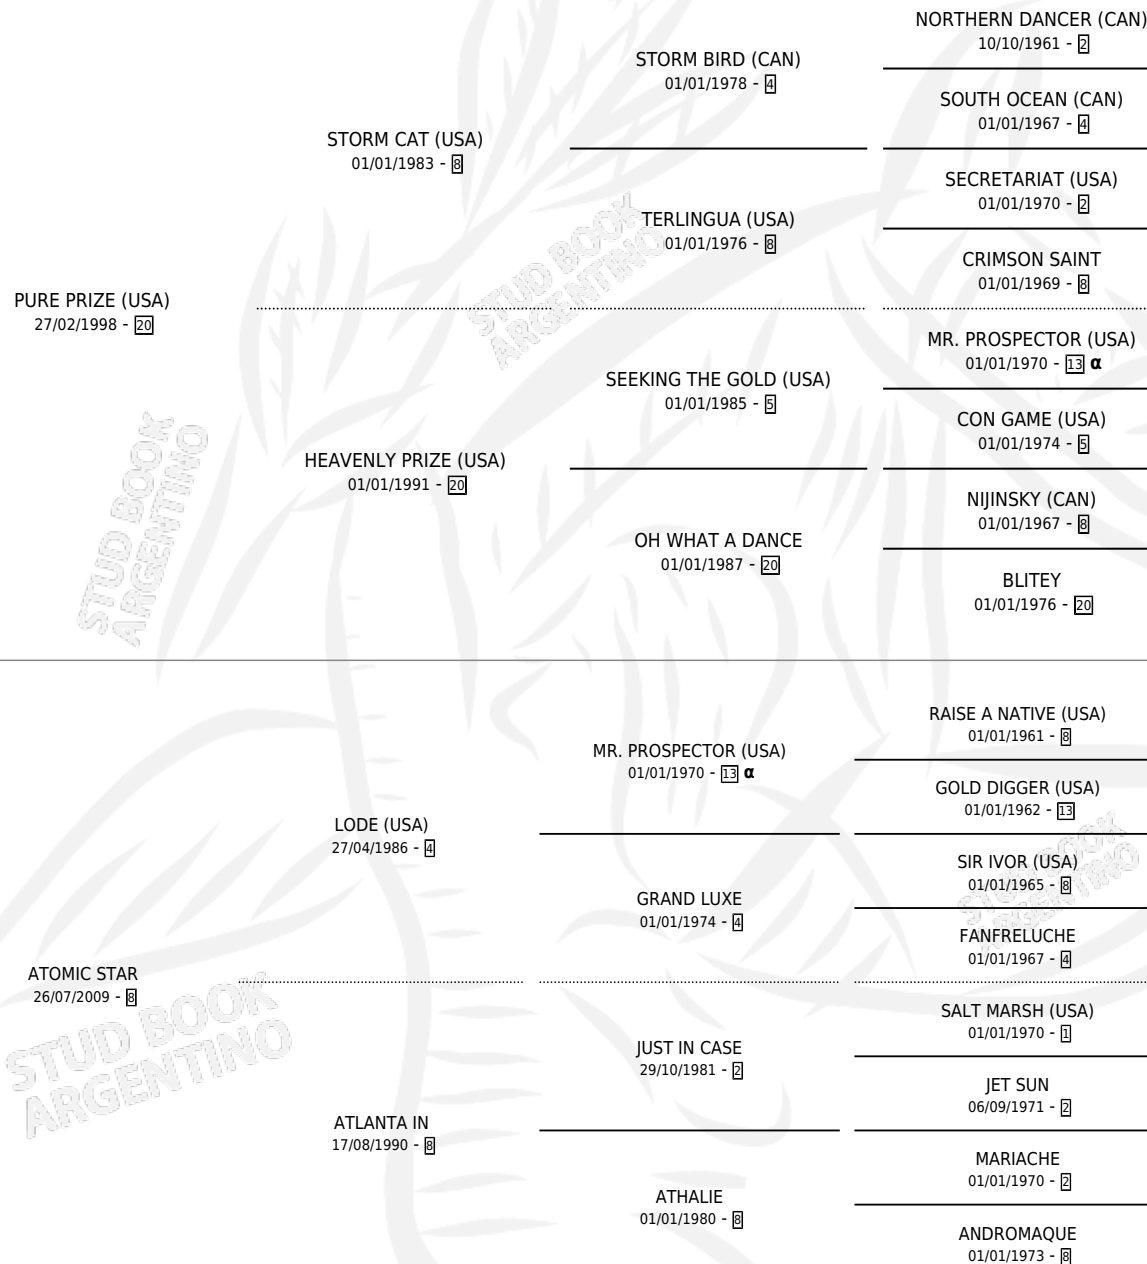 NORTHERN DANCER (CAN)
10/10/1961 - 2
STORM BIRD (CAN)
01/01/1978 - 4
SOUTH OCEAN (CAN)
01/01/1967 - 4
STORM CAT (USA)
01/01/1983 - 8
SECRETARIAT (USA)
01/01/1970 - 2
TERLINGUA (USA)
01/01/1976 - 8
CRIMSON SAINT
01/01/1969 - 8
STUD BOOK
ARGENTINO
PURE PRIZE (USA)
27/02/1998 - 20
MR. PROSPECTOR (USA)
01/01/1970 - 13 α
SEEKING THE GOLD (USA)
01/01/1985 - 5
CON GAME (USA)
01/01/1974 - 5
HEAVENLY PRIZE (USA)
01/01/1991 - 20
NIJINSKY (CAN)
01/01/1967 - 8
OH WHAT A DANCE
01/01/1987 - 20
BLITEY
01/01/1976 - 20
STUD BOOK
ARGENTINO
RAISE A NATIVE (USA)
01/01/1961 - 8
MR. PROSPECTOR (USA)
01/01/1970 - 13 α
GOLD DIGGER (USA)
01/01/1962 - 13
LODE (USA)
27/04/1986 - 4
SIR IVOR (USA)
01/01/1965 - 8
GRAND LUXE
01/01/1974 - 4
FANFRELUCHE
01/01/1967 - 4
STUD BOOK
ARGENTINO
ATOMIC STAR
26/07/2009 - 8
SALT MARSH (USA)
01/01/1970 - 1
JUST IN CASE
29/10/1981 - 2
JET SUN
06/09/1971 - 2
STUD BOOK
ARGENTINO
ATLANTA IN
17/08/1990 - 8
MARIACHE
01/01/1970 - 2
ATHALIE
01/01/1980 - 8
ANDROMAQUE
01/01/1973 - 8